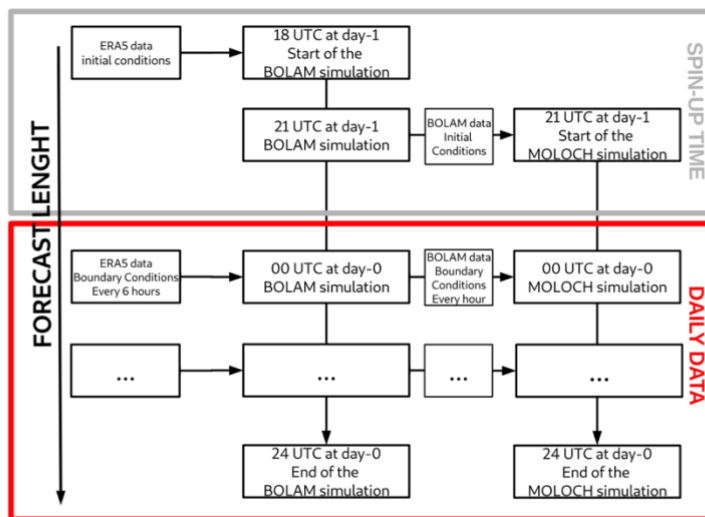 ERA5 data
initial conditions
18 UTC at day-1
Start of the
BOLAM simulation
21 UTC at day-1
BOLAM simulation
BOLAM data
Initial
Conditions
21 UTC at day-1
Start of the
MOLOCH simulation
SPIN-UP TIME
FORECAST LENGHT
ERA5 data
Boundary Conditions
Every 6 hours
00 UTC at day-0
BOLAM simulation
BOLAM data
Boundary
Conditions
Every hour
00 UTC at day-0
MOLOCH simulation
...
...
...
...
24 UTC at day-0
End of the
BOLAM simulation
24 UTC at day-0
End of the
MOLOCH simulation
DAILY DATA